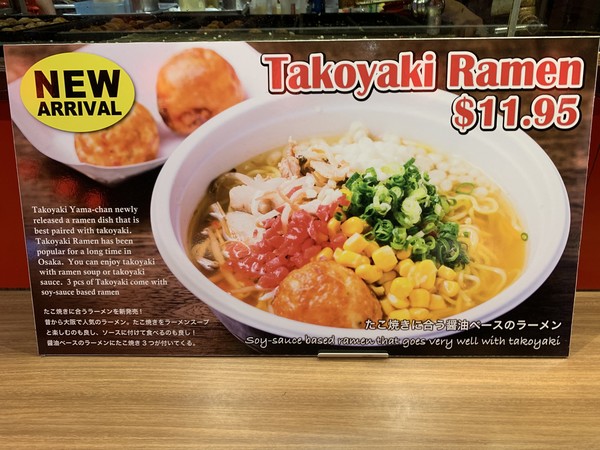 NEW
ARRIVAL
Takoyaki Ramen
$11.95
Takoyaki Yama-chan newly
released a ramen dish that is
best paired with takoyaki.
Takoyaki Ramen has been
popular for a long time in
Osaka. You can enjoy takoyaki
with ramen soup or takoyaki
sauce. 3 pcs of Takoyaki come with
soy-sauce based ramen
たこ焼きに合うラーメンを新発売！
昔から大阪で人気のラーメン。たこ焼きをラーメンスープ
と楽しむのも良し、ソースに付けて食べるのも良し！
醤油ベースのラーメンにたこ焼き３つが付いてくる。
たこ焼きに合う醤油ベースのラーメン
Soy-sauce based ramen that goes very well with takoyaki